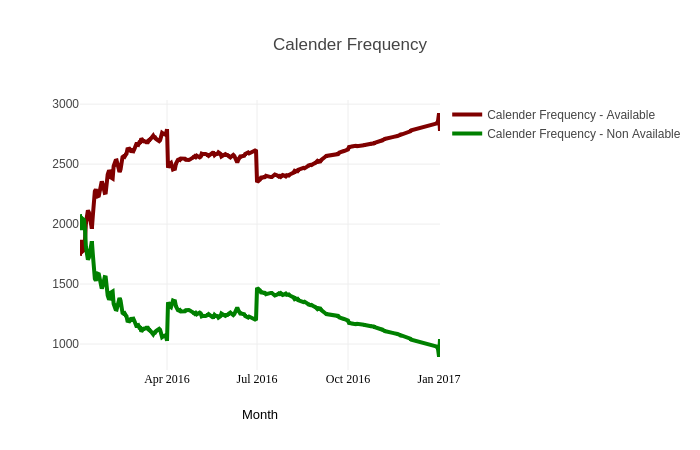 Calender Frequency
3000
2500
2000
1500
1000
Apr 2016
Jul 2016
Oct 2016
Jan 2017
Month
Calender Frequency - Available
Calender Frequency - Non Available